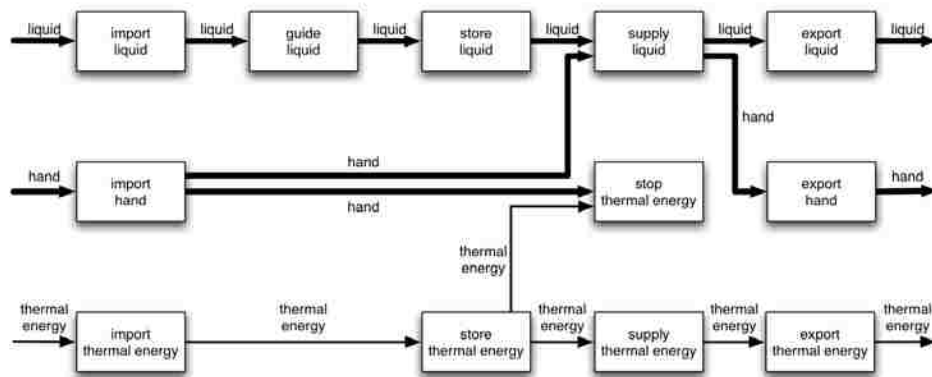 liquid
import
liquid
liquid
guide
liquid
liquid
store
liquid
liquid
supply
liquid
liquid
export
liquid
liquid
hand
hand
import
hand
hand
hand
stop
thermal energy
export
hand
hand
thermal
energy
thermal
energy
import
thermal energy
thermal
energy
store
thermal energy
thermal
energy
supply
thermal energy
thermal
energy
export
thermal energy
thermal
energy